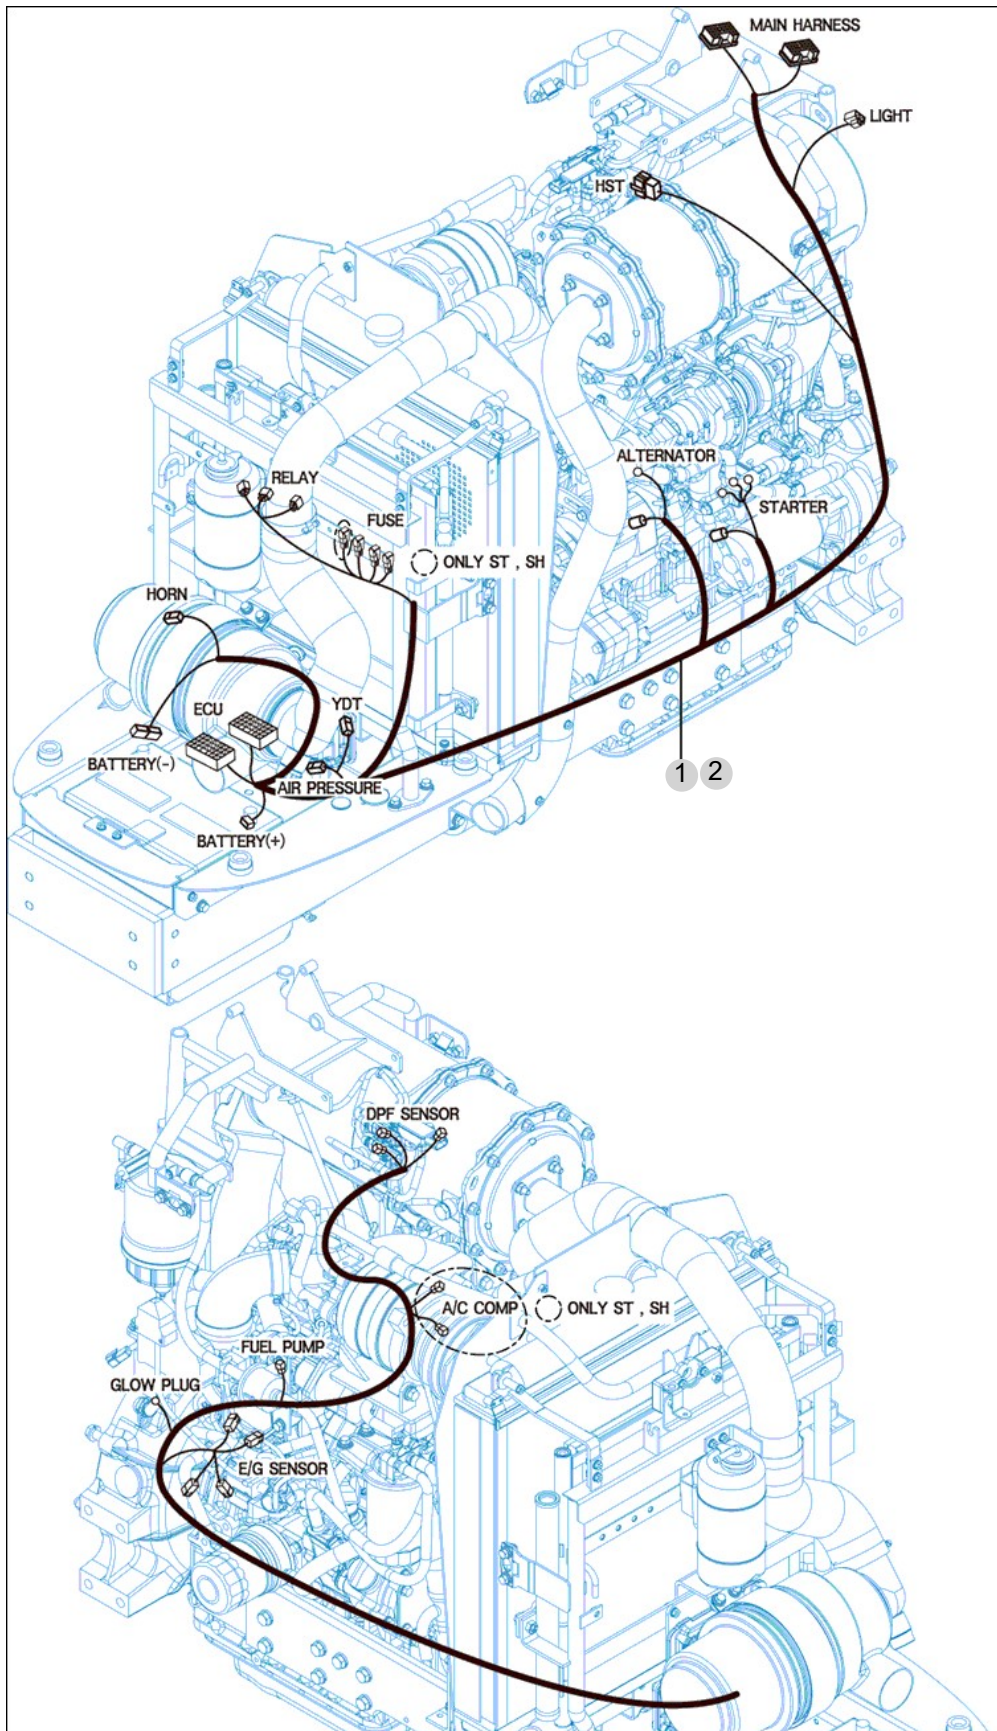 MAIN HARNESS
LIGHT
HST
ALTERNATOR
STARTER
RELAY
FUSE
ONLY ST , SH
HORN
ECU
YDT
BATTERY(-)
AIR PRESSURE
BATTERY(+)
1 2
DPF SENSOR
A/C COMP
ONLY ST , SH
FUEL PUMP
GLOW PLUG
E/G SENSOR